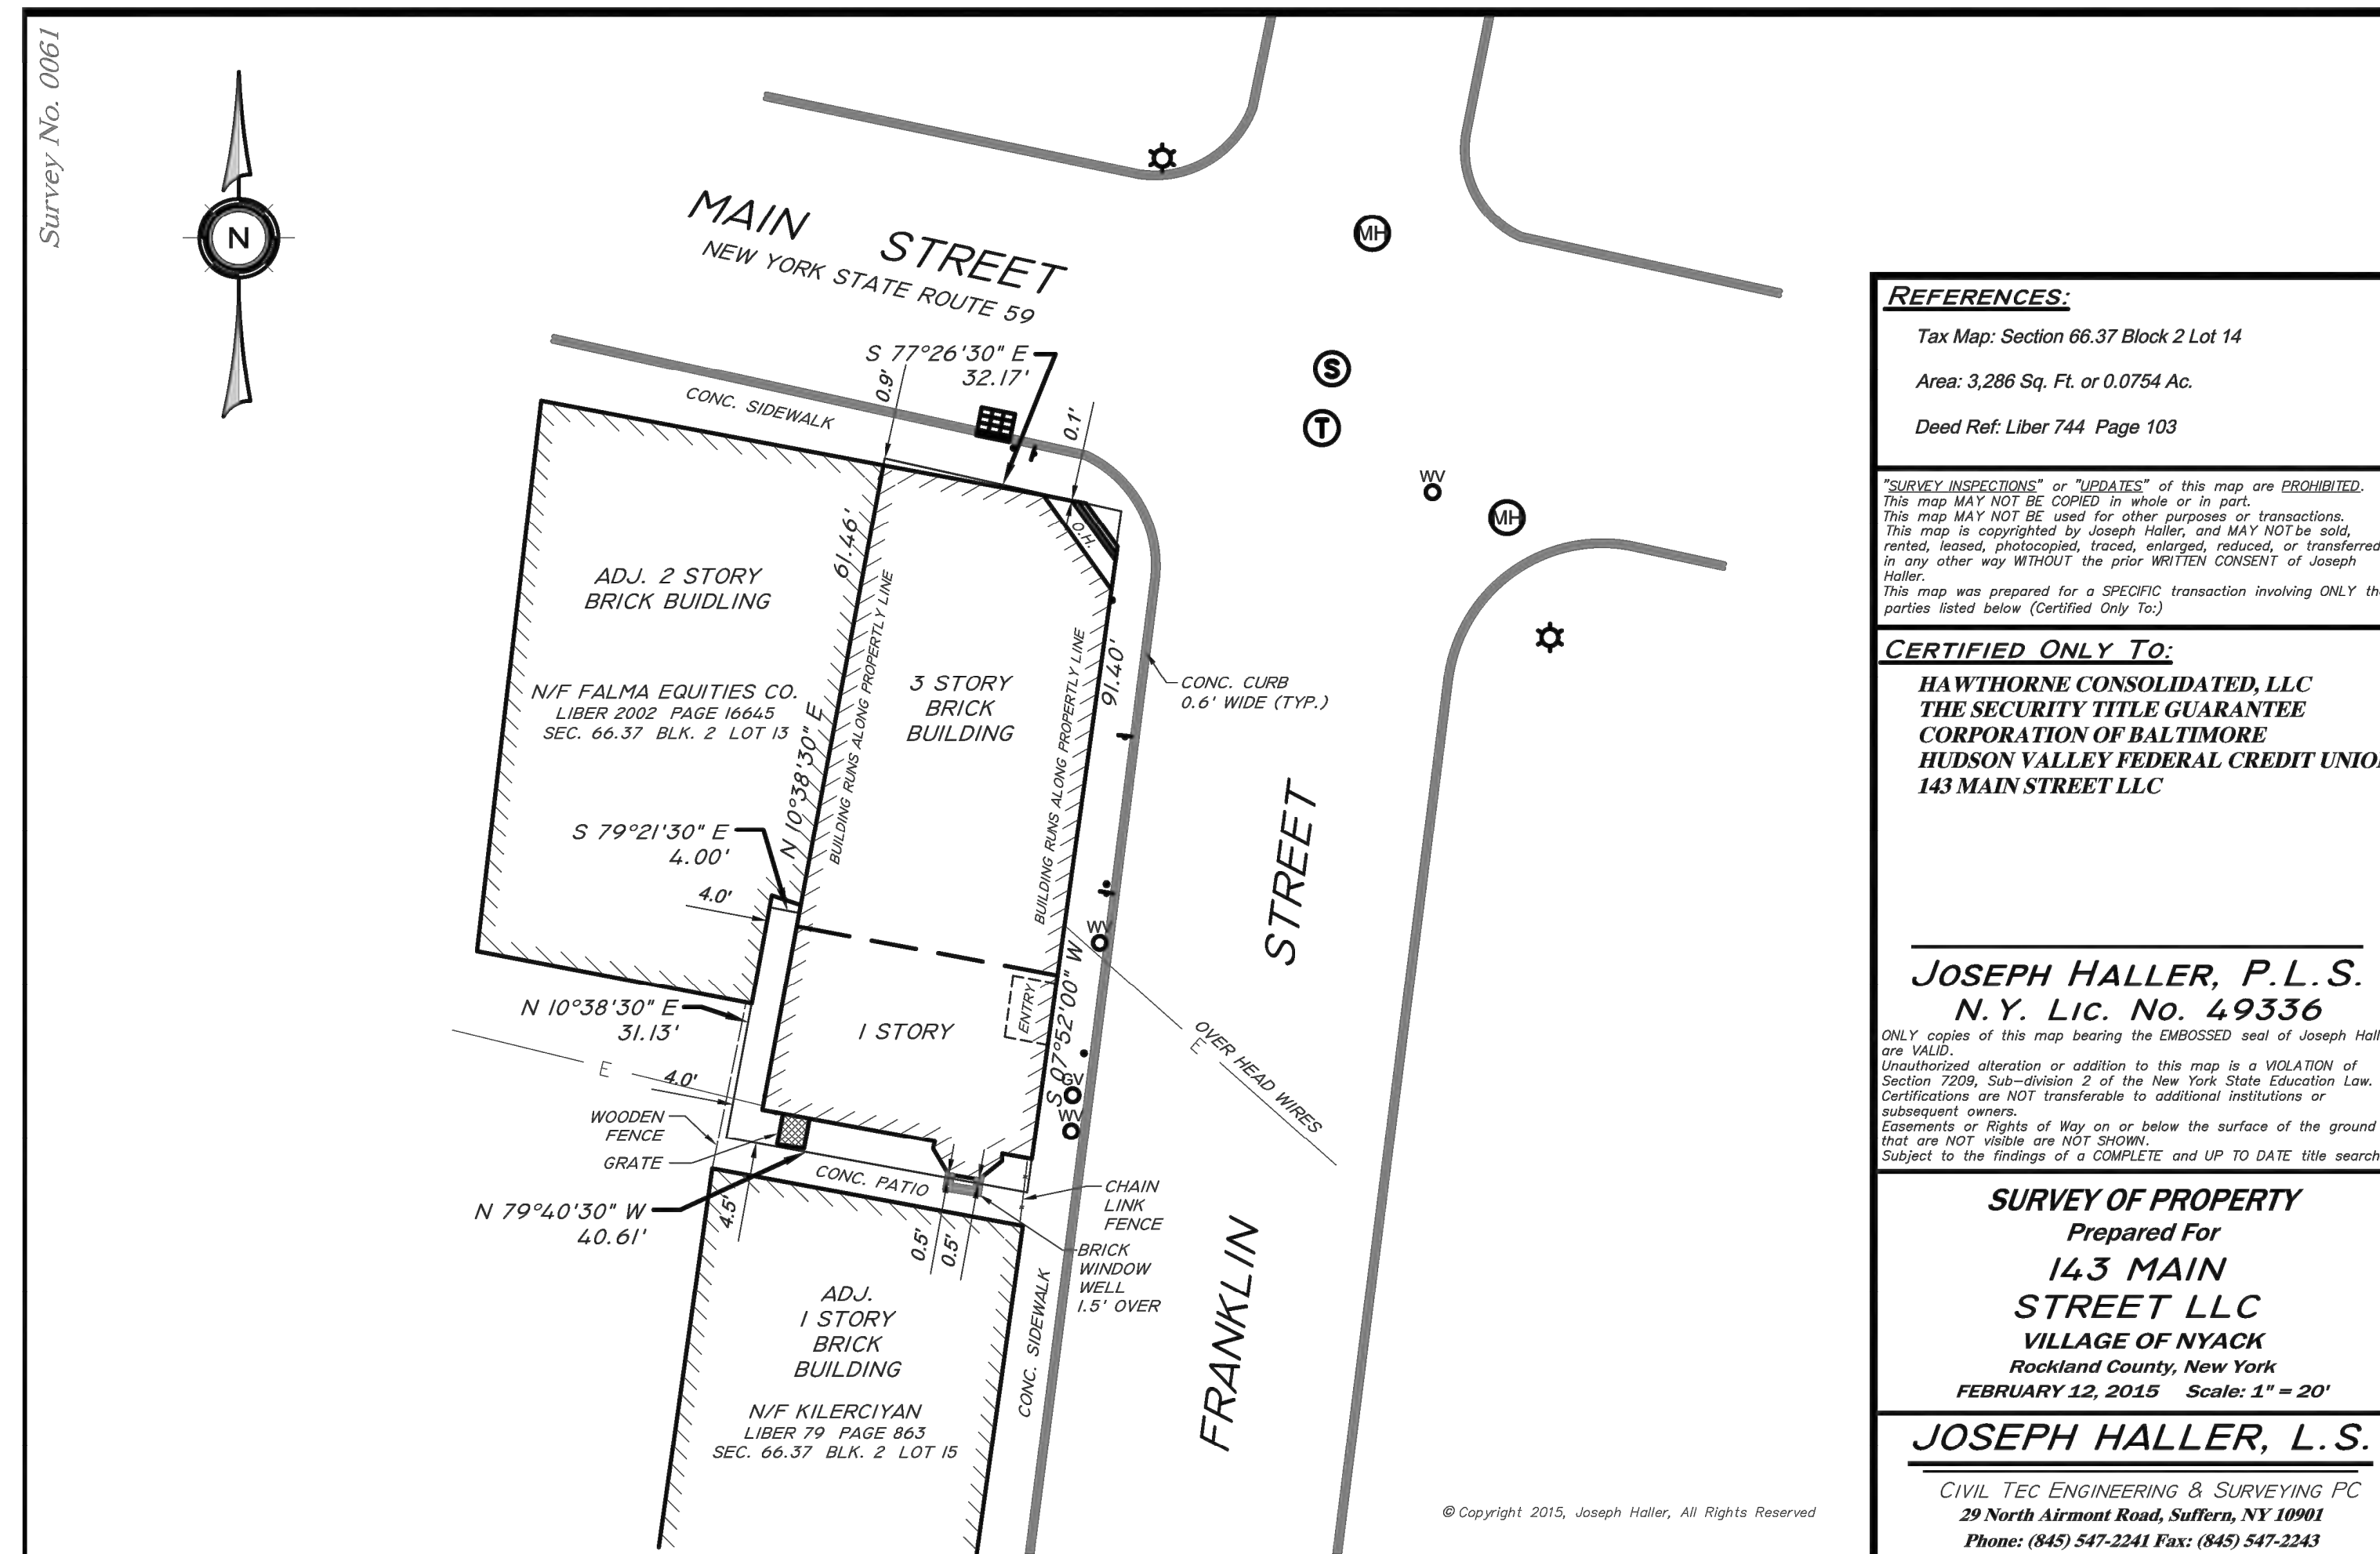 Survey No. 0061
N
MAIN STREET
NEW YORK STATE ROUTE 59
S 77°26'30" E
32.17'
0.9'
0.1'
CONC. SIDEWALK
O.H.
61.46'
N 10°38'30" E
BUILDING RUNS ALONG PROPERTLY LINE
ADJ. 2 STORY
BRICK BUIDLING
N/F FALMA EQUITIES CO.
LIBER 2002 PAGE 16645
SEC. 66.37 BLK. 2 LOT 13
3 STORY
BRICK
BUILDING
BUILDING RUNS ALONG PROPERTLY LINE
91.40'
S 07°52'00" W
CONC. CURB
0.6' WIDE (TYP.)
MH
S
T
WV
MH
S 79°21'30" E
4.00'
4.0'
N 10°38'30" E
31.13'
E
4.0'
1 STORY
ENTRY
WV
GV
WV
OVER HEAD WIRES
E
WOODEN
FENCE
GRATE
N 79°40'30" W
40.61'
4.5'
CONC. PATIO
0.5'
0.5'
CHAIN
LINK
FENCE
BRICK
WINDOW
WELL
1.5' OVER
CONC. SIDEWALK
ADJ.
1 STORY
BRICK
BUILDING
N/F KILERCIYAN
LIBER 79 PAGE 863
SEC. 66.37 BLK. 2 LOT 15
FRANKLIN STREET
© Copyright 2015, Joseph Haller, All Rights Reserved
REFERENCES:
Tax Map: Section 66.37 Block 2 Lot 14
Area: 3,286 Sq. Ft. or 0.0754 Ac.
Deed Ref: Liber 744 Page 103
"SURVEY INSPECTIONS" or "UPDATES" of this map are PROHIBITED.
This map MAY NOT BE COPIED in whole or in part.
This map MAY NOT BE used for other purposes or transactions.
This map is copyrighted by Joseph Haller, and MAY NOT be sold,
rented, leased, photocopied, traced, enlarged, reduced, or transferred
in any other way WITHOUT the prior WRITTEN CONSENT of Joseph
Haller.
This map was prepared for a SPECIFIC transaction involving ONLY
parties listed below (Certified Only To:)
CERTIFIED ONLY TO:
HAWTHORNE CONSOLIDATED, LLC
THE SECURITY TITLE GUARANTEE
CORPORATION OF BALTIMORE
HUDSON VALLEY FEDERAL CREDIT
143 MAIN STREET LLC
JOSEPH HALLER, P.L.S.
N.Y. LIC. No. 49336
ONLY copies of this map bearing the EMBOSSED seal of Joseph
are VALID.
Unauthorized alteration or addition to this map is a VIOLATION of
Section 7209, Sub-division 2 of the New York State Education Law.
Certifications are NOT transferable to additional institutions or
subsequent owners.
Easements or Rights of Way on or below the surface of the ground
that are NOT visible are NOT SHOWN.
Subject to the findings of a COMPLETE and UP TO DATE title search
SURVEY OF PROPERTY
Prepared For
143 MAIN
STREET LLC
VILLAGE OF NYACK
Rockland County, New York
FEBRUARY 12, 2015 Scale: 1" = 20'
JOSEPH HALLER, L.S.
CIVIL TEC ENGINEERING & SURVEYING PC
29 North Airmont Road, Suffern, NY 10901
Phone: (845) 547-2241 Fax: (845) 547-2243